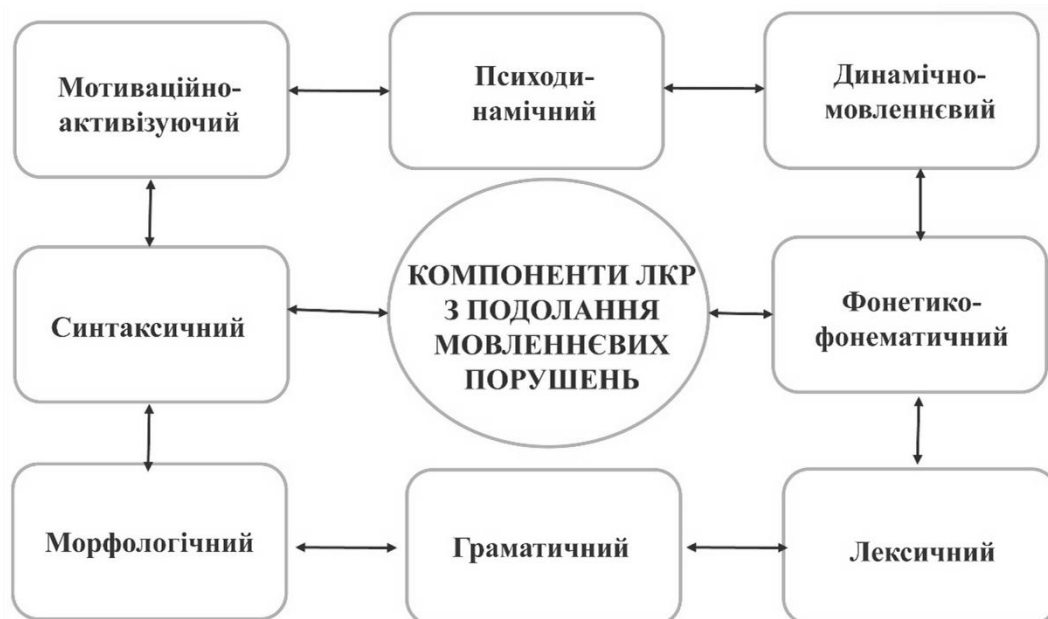 Мотиваційно-
активізуючий
Психоди-
намічний
Динамічно-
мовленнєвий
Синтаксичний
КОМПОНЕНТИ ЛКР
З ПОДОЛАННЯ
МОВЛЕННЄВИХ
ПОРУШЕНЬ
Фонетико-
фонематичний
Морфологічний
Граматичний
Лексичний